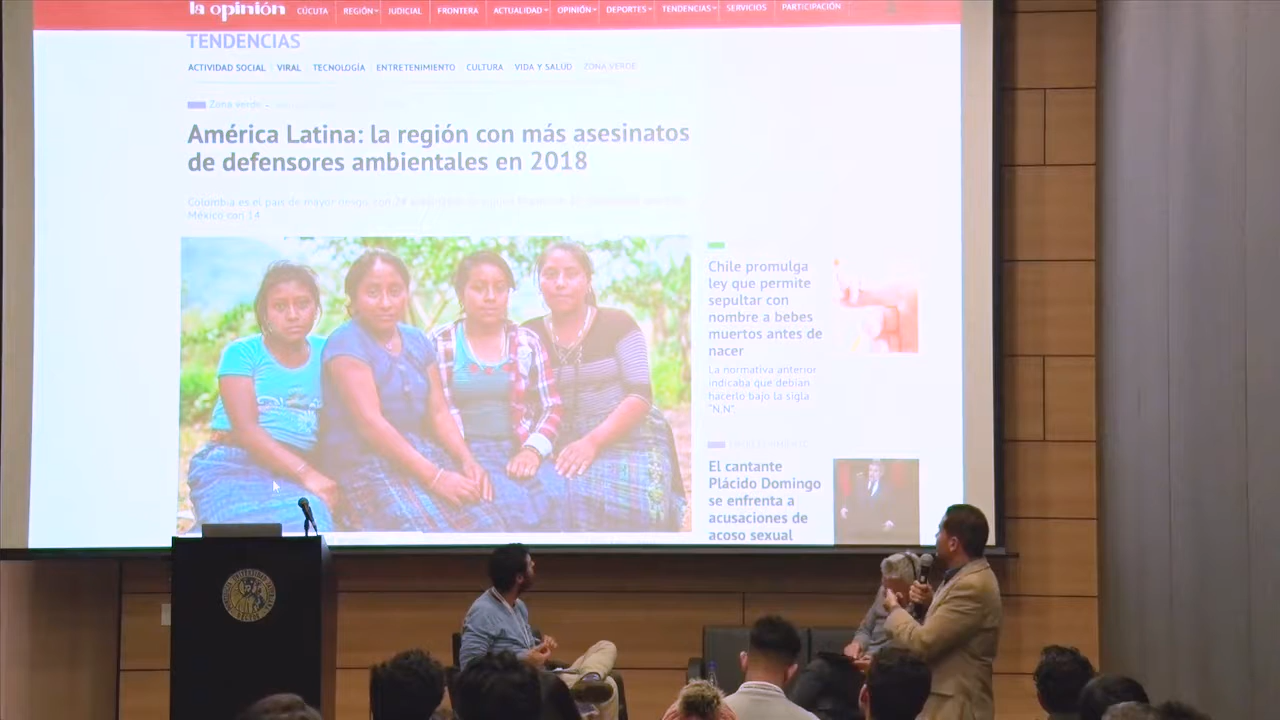 la opinión CÚCUTA REGIÓN JUDICIAL FRONTERA ACTUALIDAD OPINIÓN DEPORTES TENDENCIAS SERVICIOS PARTICIPACIÓN
TENDENCIAS
ACTIVIDAD SOCIAL VIRAL TECNOLOGÍA ENTRETENIMIENTO CULTURA VIDA Y SALUD ZONA VERDE
Zona verde -
América Latina: la región con más asesinatos
de defensores ambientales en 2018
Colombia es el país de mayor riesgo, con 24
México con 14
Chile promulga
ley que permite
sepultar con
nombre a bebes
muertos antes de
nacer
La normativa anterior
indicaba que debían
hacerlo bajo la sigla
"N.N".
El cantante
Plácido Domingo
se enfrenta a
acusaciones de
acoso sexual